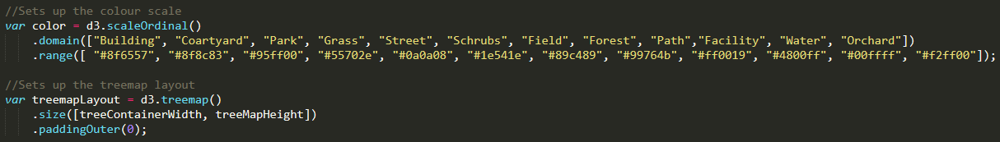 //Sets up the colour scale
var color = d3.scaleOrdinal()
.domain(["Building", "Coartyard", "Park", "Grass", "Street", "Schrubs", "Field", "Forest", "Path","Facility", "Water", "Orchard"])
.range([ "#8f6557", "#8f8c83", "#95ff00", "#55702e", "#0a0a08", "#1e541e", "#89c489", "#99764b", "#ff0019", "#4800ff", "#00ffff", "#f2ff00"]);
//Sets up the treemap layout
var treemapLayout = d3.treemap()
.size([treeContainerWidth, treeMapHeight])
.paddingOuter(0);